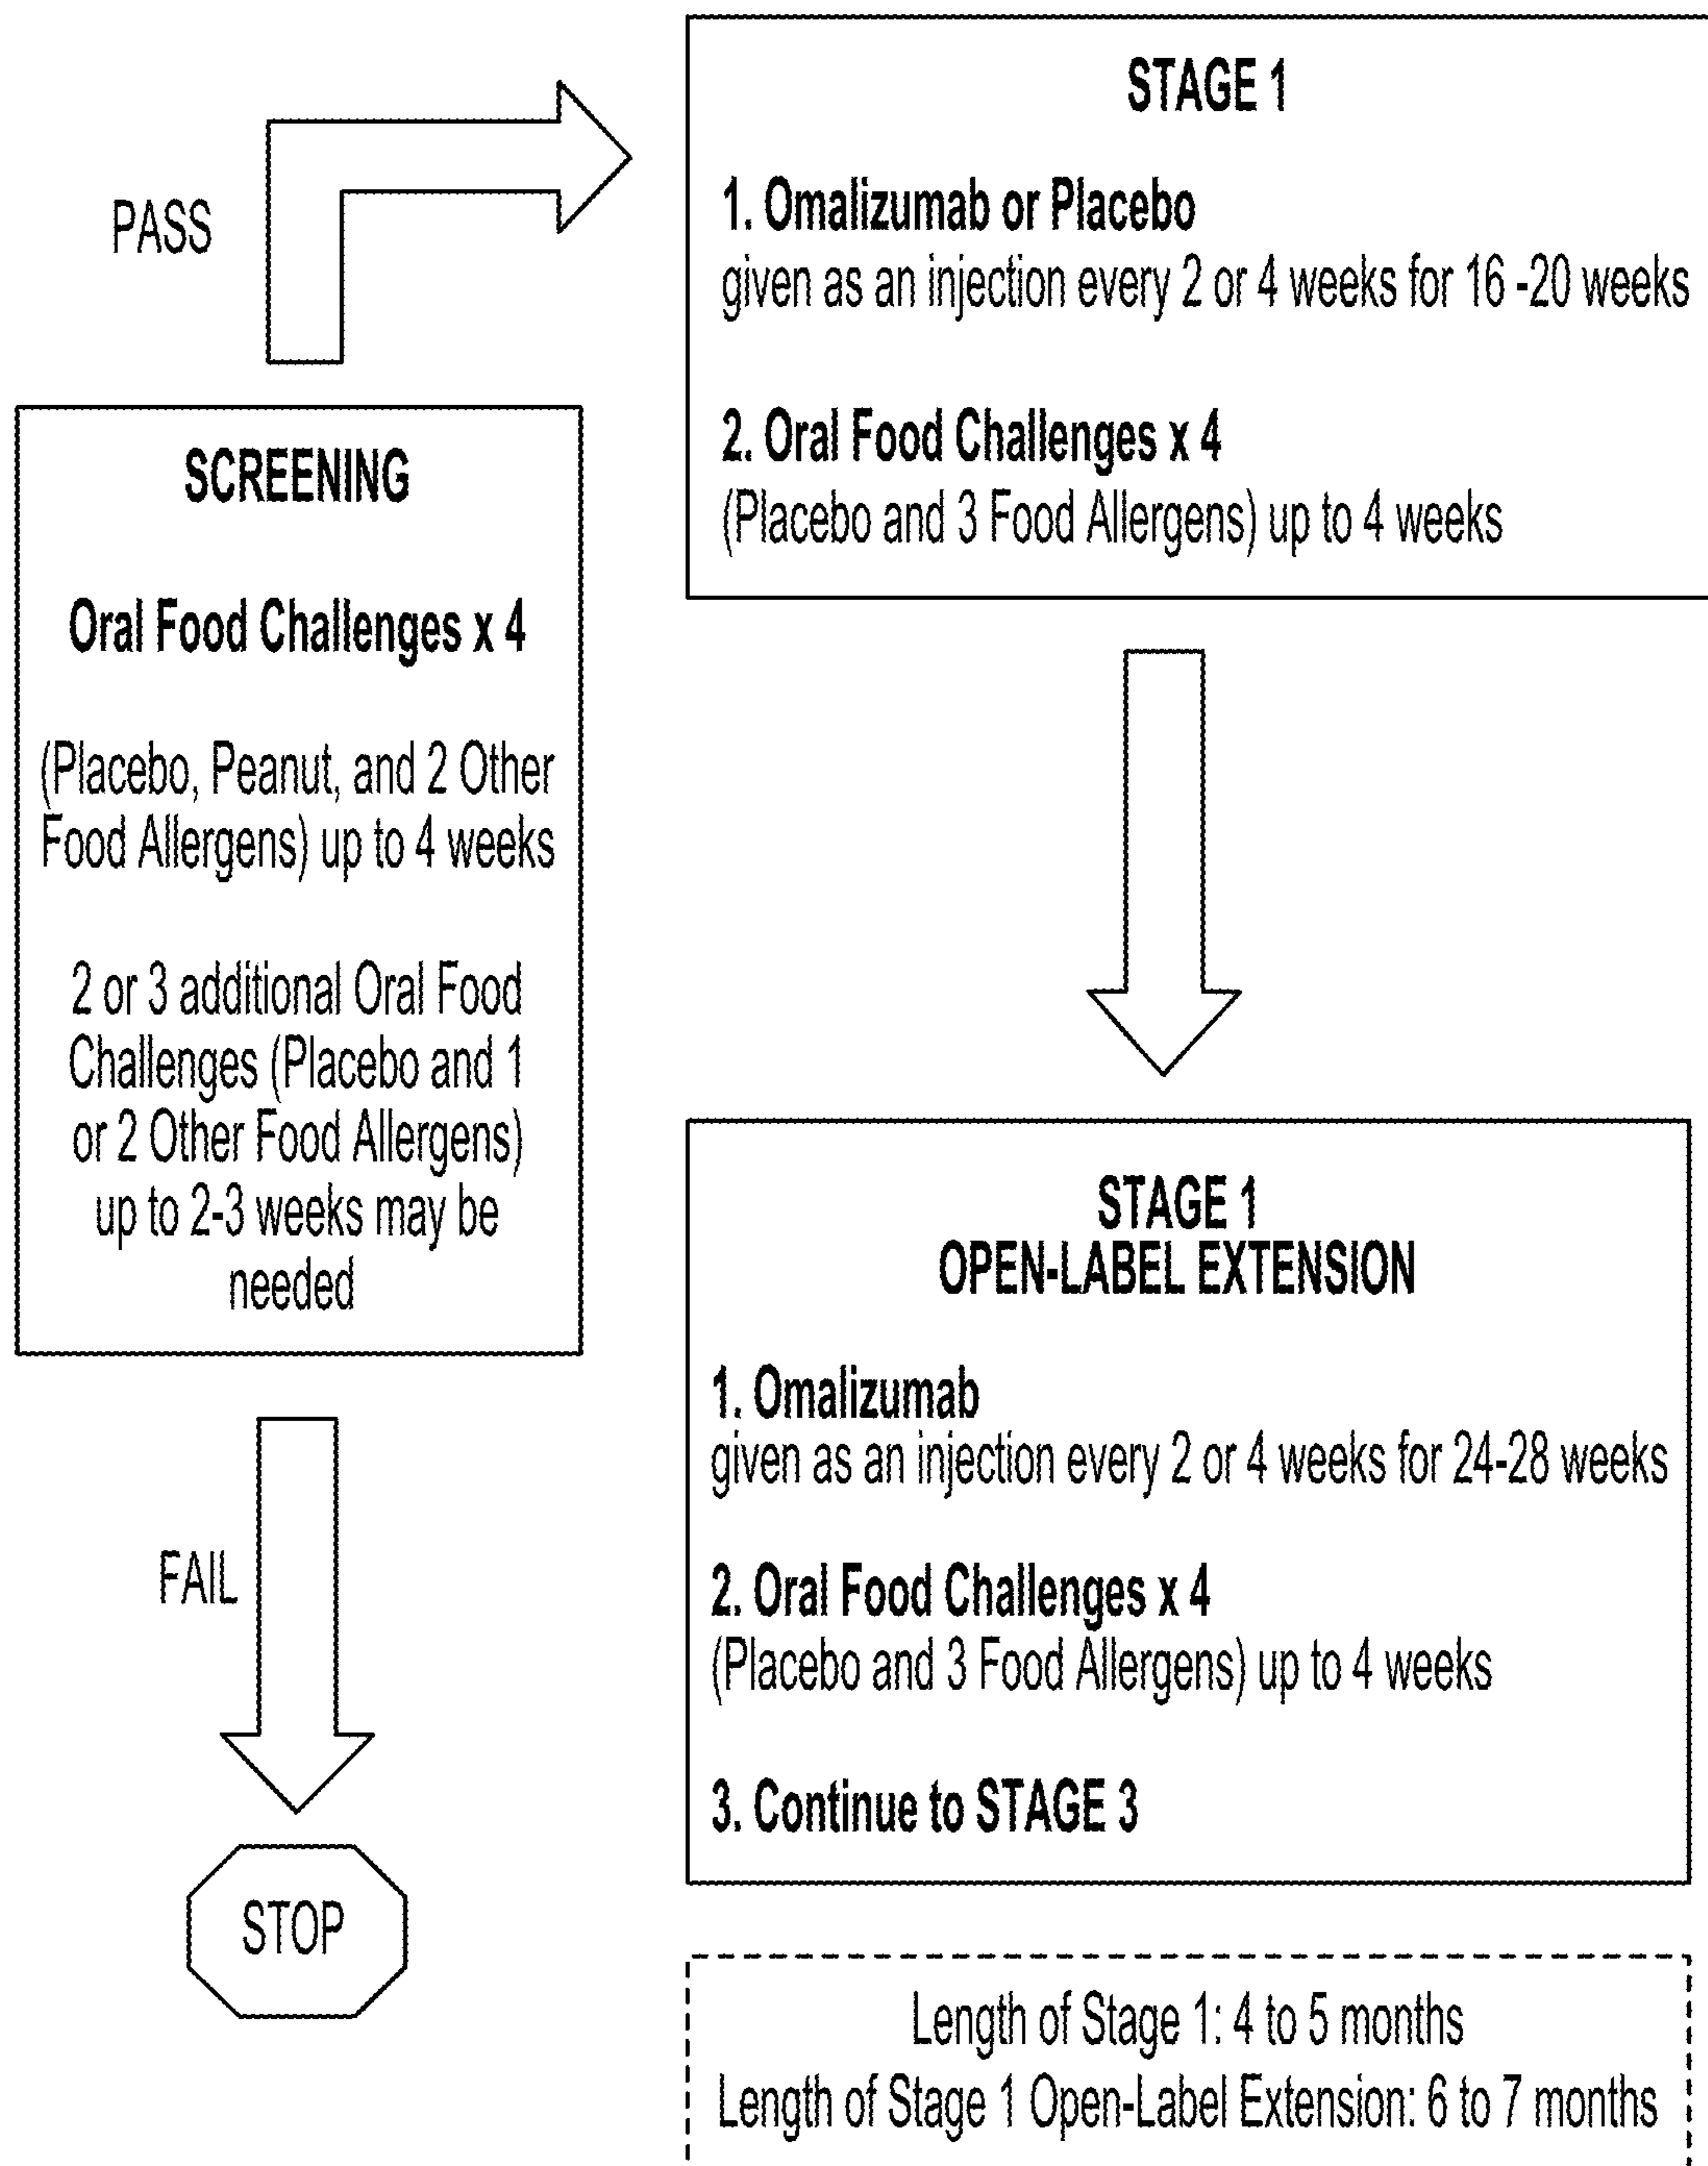 PASS
SCREENING
Oral Food Challenges x 4
(Placebo, Peanut, and 2 Other
Food Allergens) up to 4 weeks
2 or 3 additional Oral Food
Challenges (Placebo and 1
or 2 Other Food Allergens)
up to 2-3 weeks may be
needed
FAIL
STOP
STAGE 1
1. Omalizumab or Placebo
given as an injection every 2 or 4 weeks for 16 -20 weeks
2. Oral Food Challenges x 4
(Placebo and 3 Food Allergens) up to 4 weeks
STAGE 1
OPEN-LABEL EXTENSION
1. Omalizumab
given as an injection every 2 or 4 weeks for 24-28 weeks
2. Oral Food Challenges x 4
(Placebo and 3 Food Allergens) up to 4 weeks
3. Continue to STAGE 3
Length of Stage 1: 4 to 5 months
Length of Stage 1 Open-Label Extension: 6 to 7 months